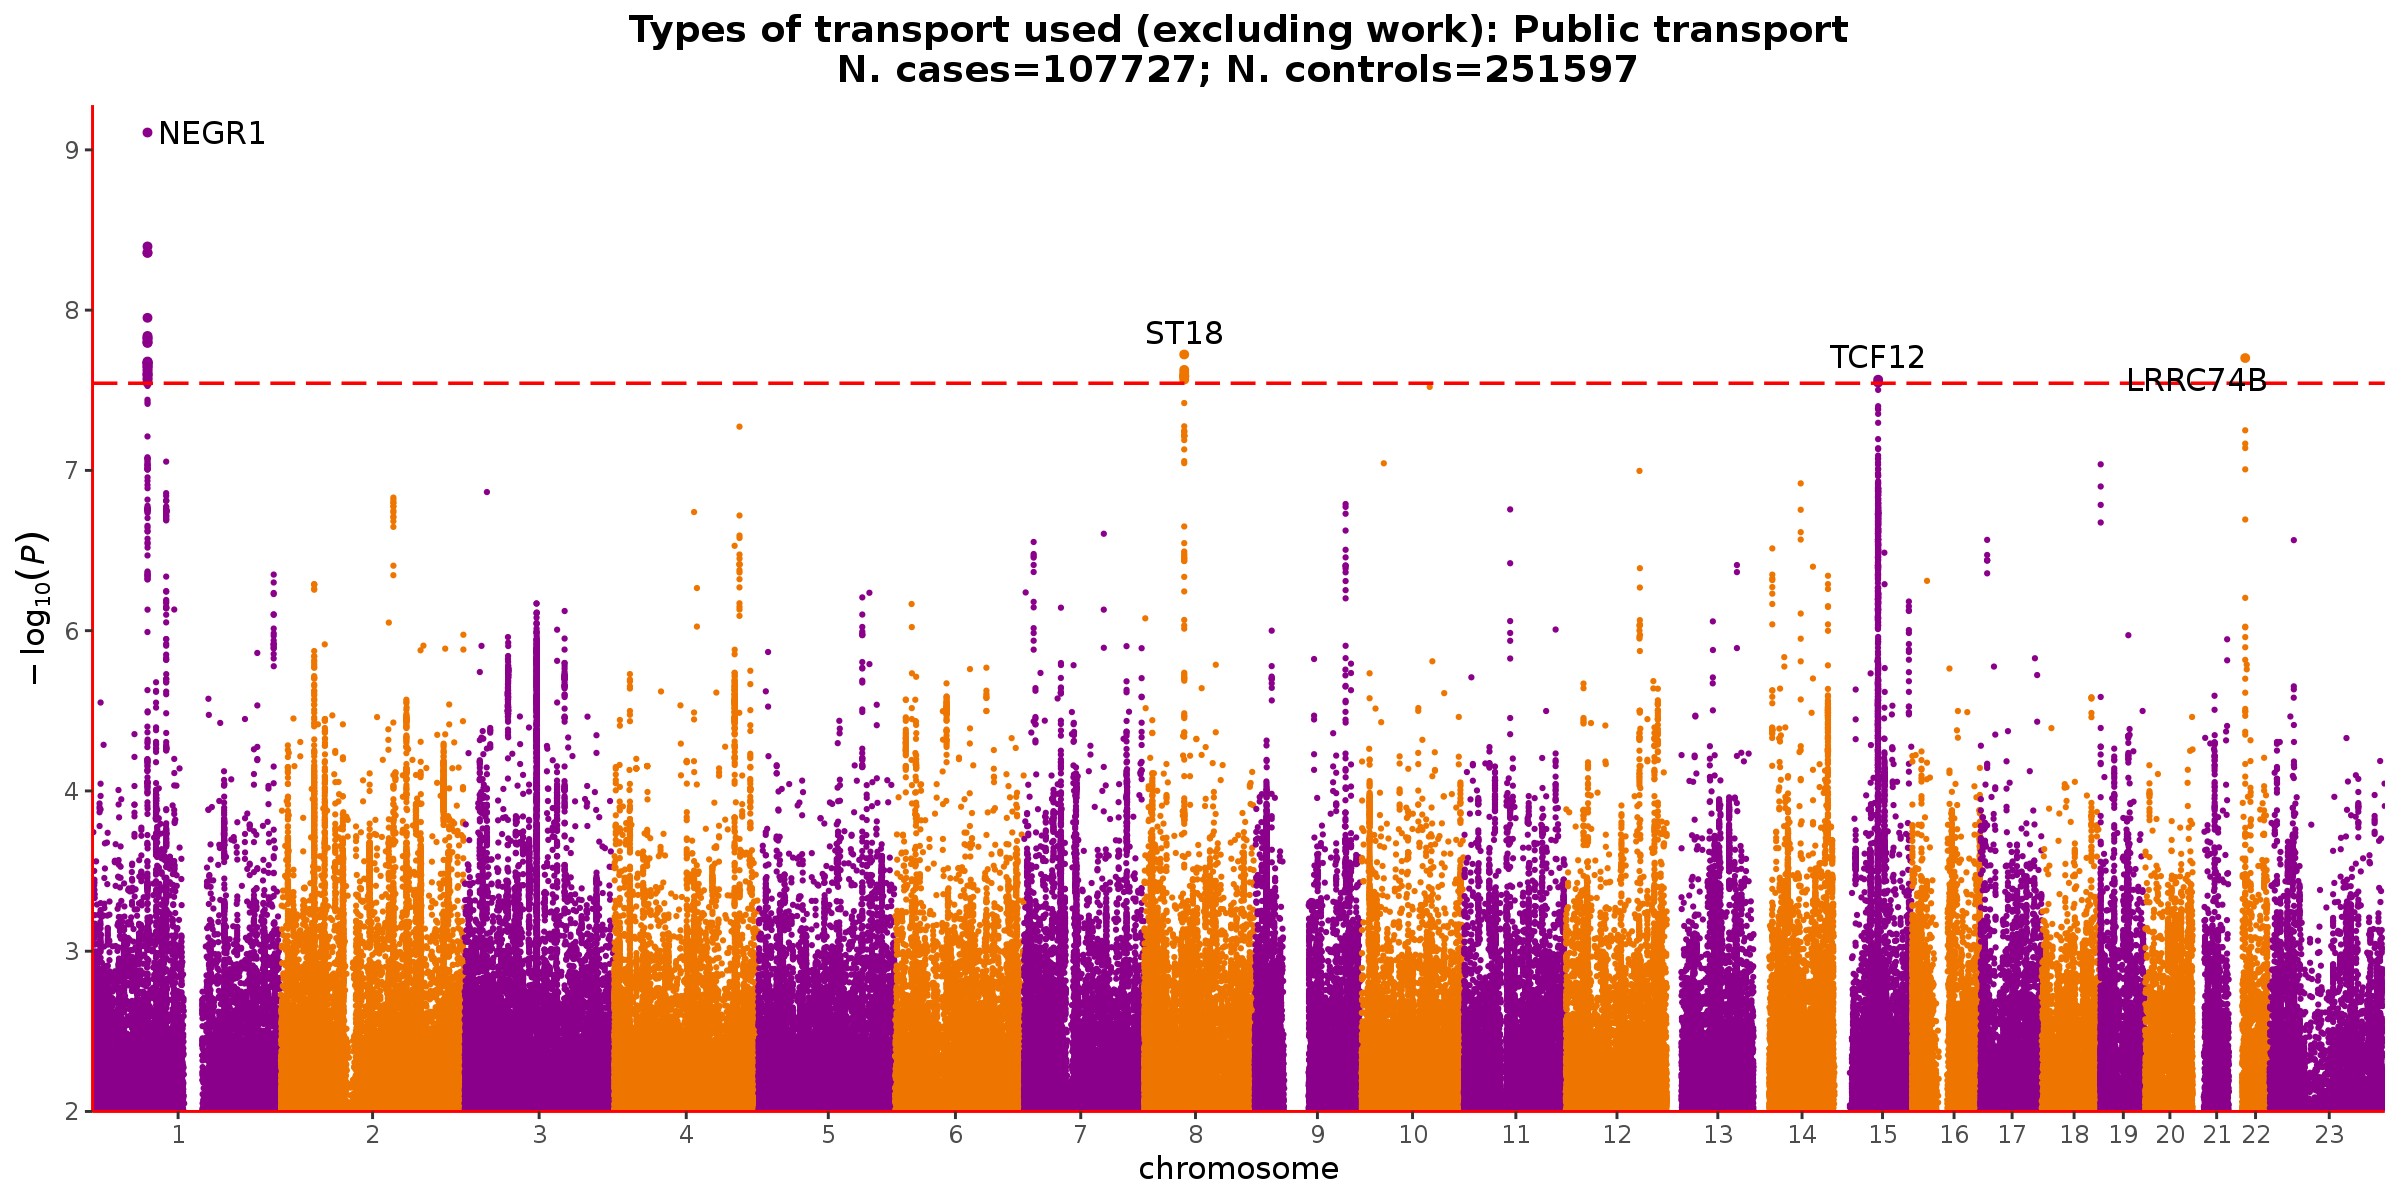 Types of transport used (excluding work): Public transport
N. cases=107727; N. controls=251597
NEGR1
ST18
TCF12
LRRC74B
9
8
7
6
5
4
3
2
−log10(P)
1 2 3 4 5 6 7 8 9 10 11 12 13 14 15 16 17 18 19 20 21 22 23
chromosome